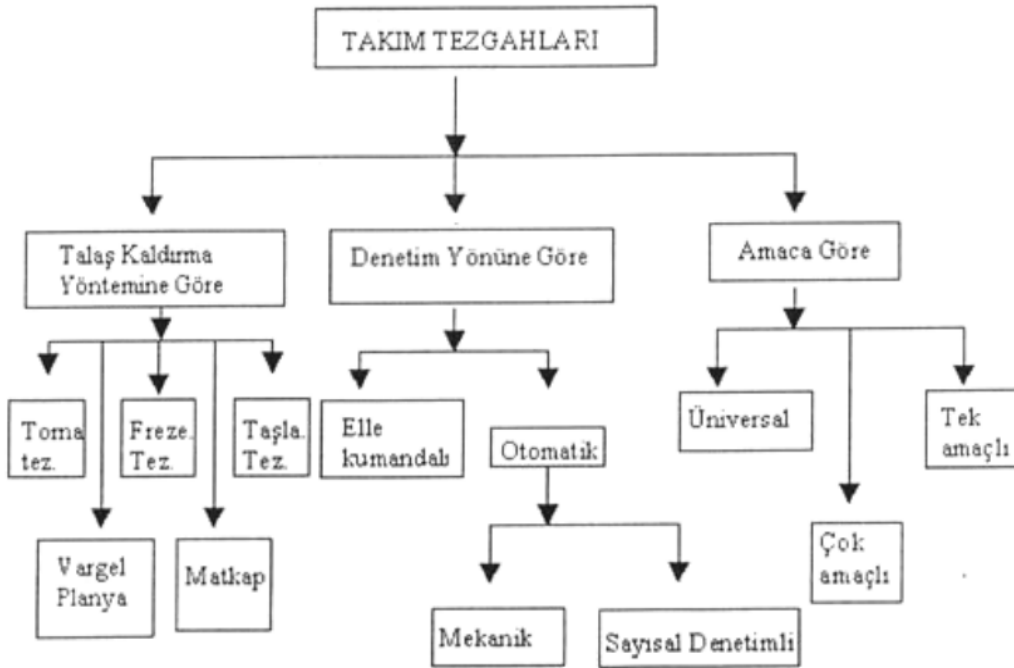 TAKIM TEZGAHLARI
Talaş Kaldırma
Yöntemine Göre
Denetim Yönüne Göre
Amaca Göre
Torna
tez.
Freze.
Tez.
Taşla.
Tez.
Elle
kumandalı
Otomatik
Üniversal
Tek
amaçlı
Vargel
Planya
Matkap
Çok
amaçlı
Mekanik
Sayısal Denetimli